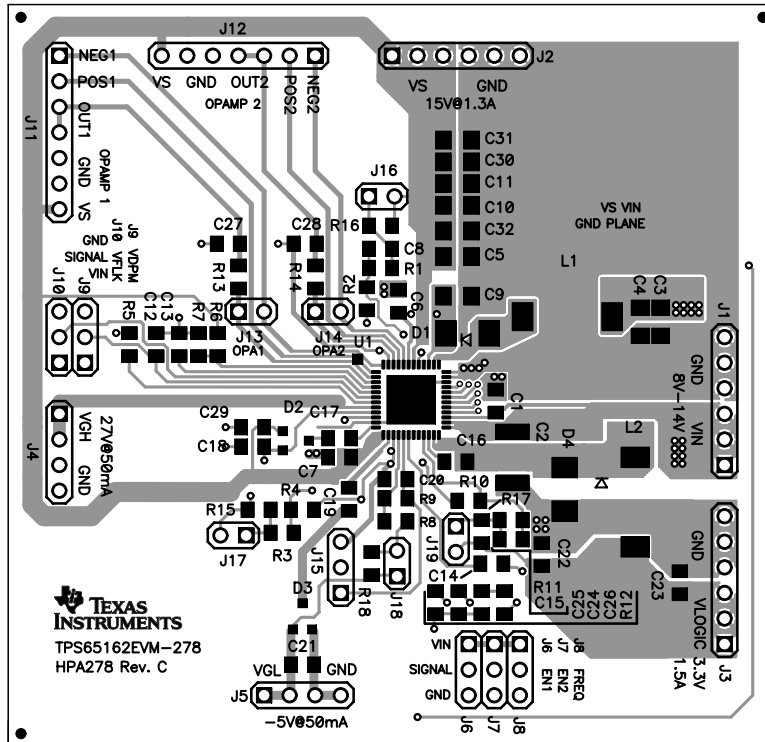 J12
NEG1
POS1
OUT1
GND
VS
J11
OPAMP 1
VS
GND
OUT2
POS2
NEG2
OPAMP 2
J2
VS
GND
15V@1.3A
C31
C30
C11
C10
C32
C5
C9
VS VIN
GND PLANE
L1
J16
R16
C8
R1
R2
C6
C27
C28
R13
R14
J9 VDPM
J10 VFLK
GND
SIGNAL
VIN
J10
J9
R5
C12
C13
R7
R6
J13
OPA1
J14
OPA2
U1
D1
C4
C3
J1
GND
VIN
8V-14V
J4
VGH
GND
27V@50mA
C29
C18
D2
C17
C7
C1
C2
C16
D4
L2
C20
R9
R8
R10
R17
R15
R4
R3
C19
J17
J15
R18
J18
J19
C14
C22
R11
C15
C25
C24
C26
R12
C23
GND
VLOGIC 3.3V
1.5A
J3
D3
C21
VGL
GND
J5
-5V@50mA
TEXAS
INSTRUMENTS
TPS65162EVM-278
HPA278 Rev. C
VIN
SIGNAL
GND
J6
J7
J8
J6 EN1
J7 EN2
J8 FREQ